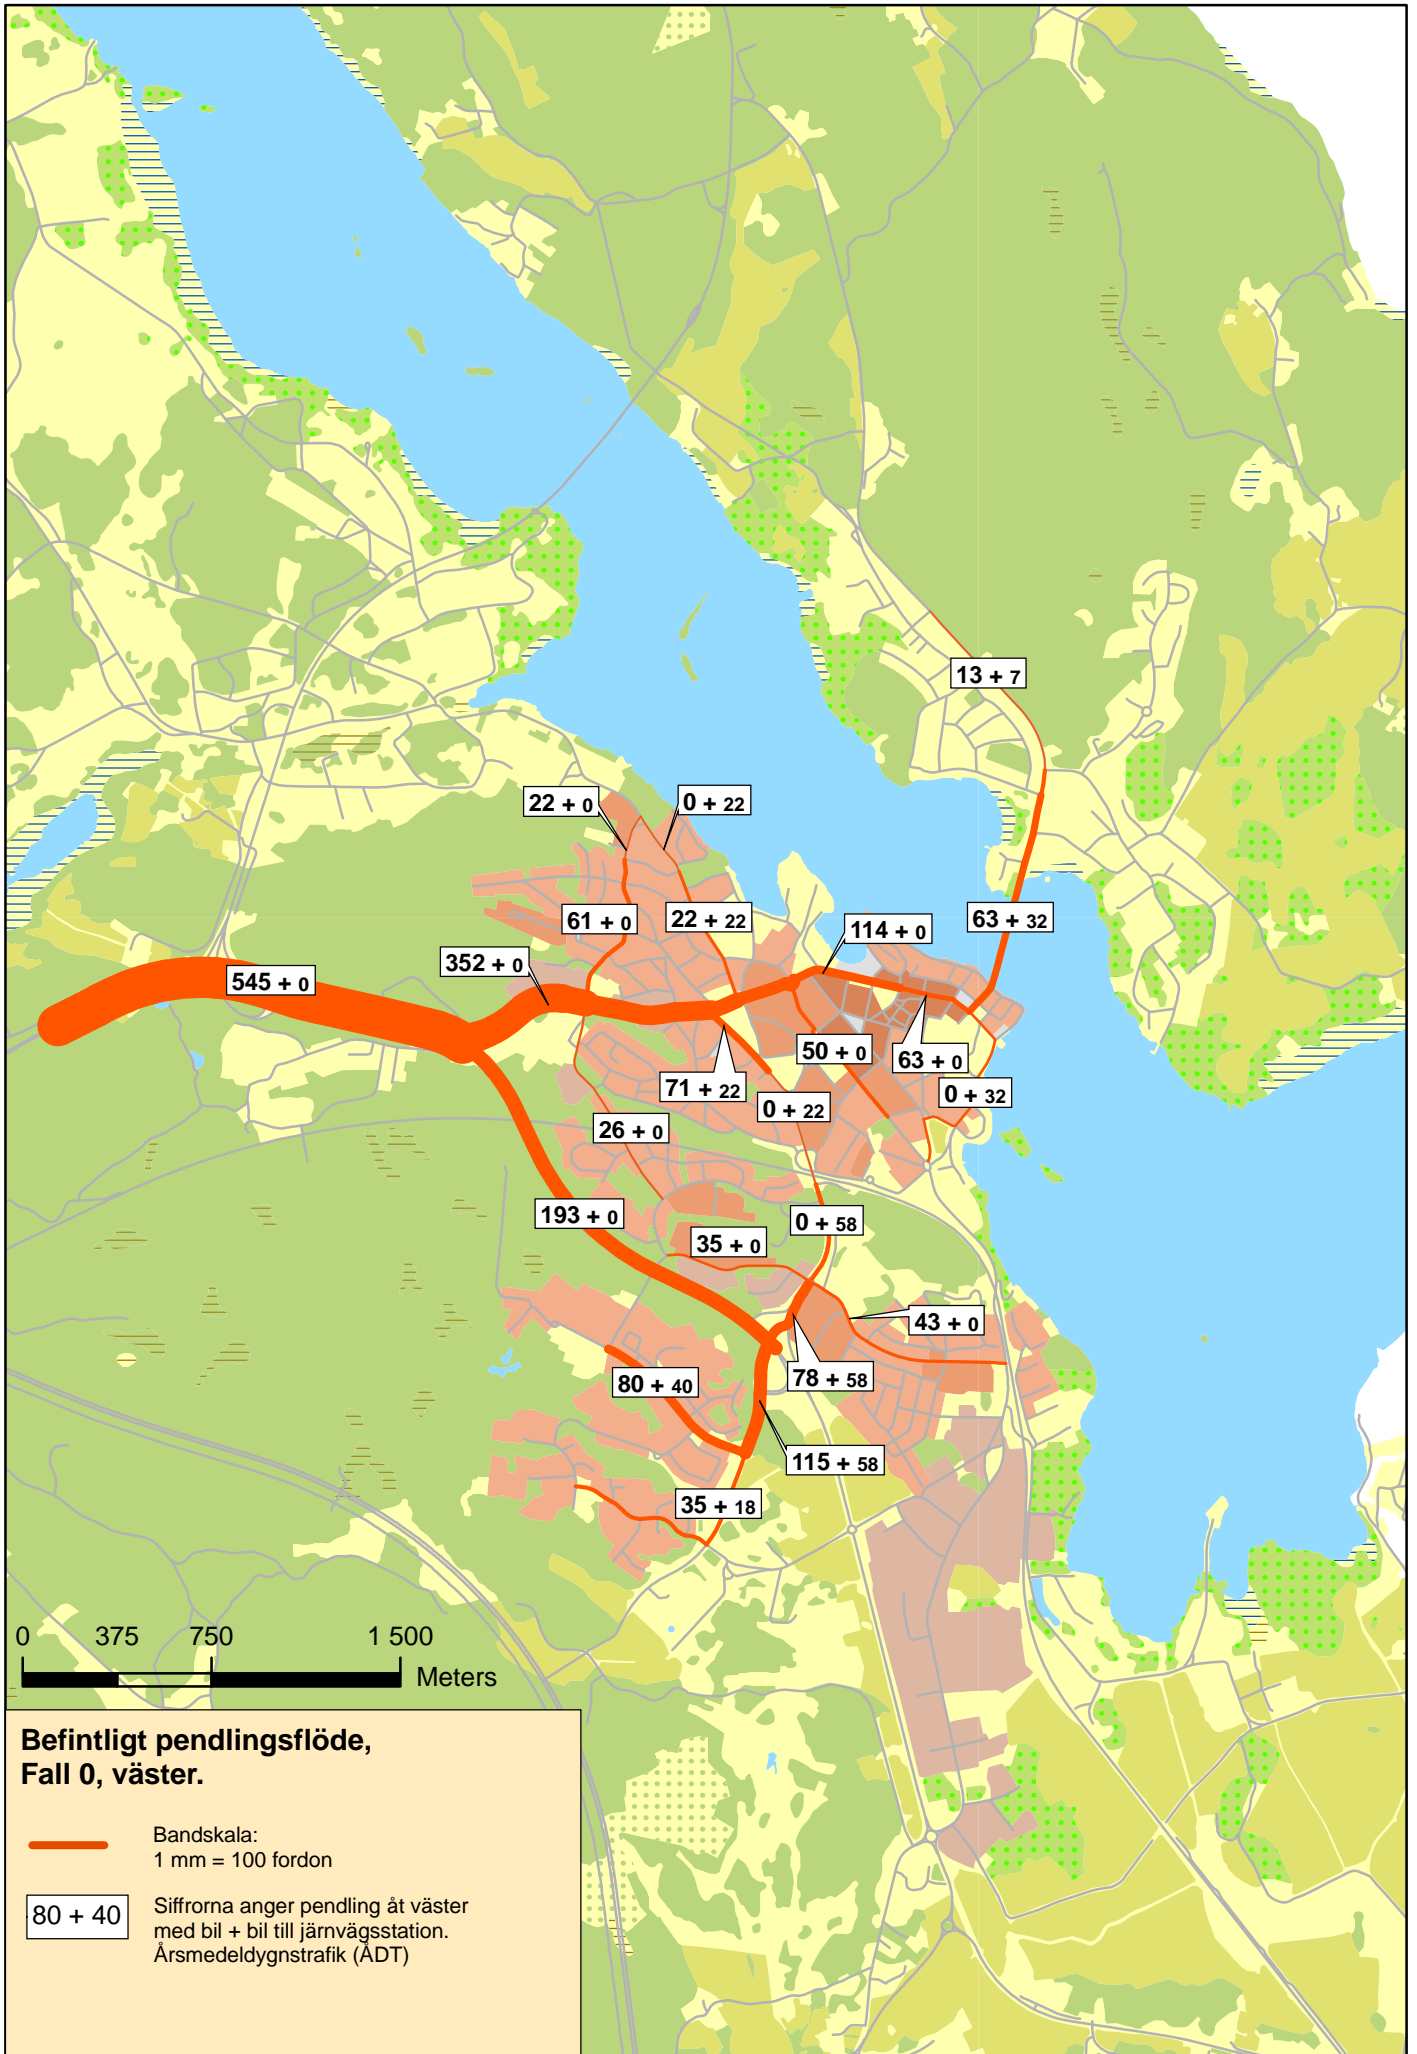 13 + 7
22 + 0
0 + 22
61 + 0
22 + 22
114 + 0
63 + 32
352 + 0
545 + 0
50 + 0
63 + 0
71 + 22
0 + 22
0 + 32
26 + 0
193 + 0
0 + 58
35 + 0
43 + 0
80 + 40
78 + 58
115 + 58
35 + 18
0 375 750 1 500
Meters
Befintligt pendlingsflöde,
Fall 0, väster.
Bandskala:
1 mm = 100 fordon
80 + 40
Siffrorna anger pendling åt väster
med bil + bil till järnvägsstation.
Årsmedeldygnstrafik (ÅDT)